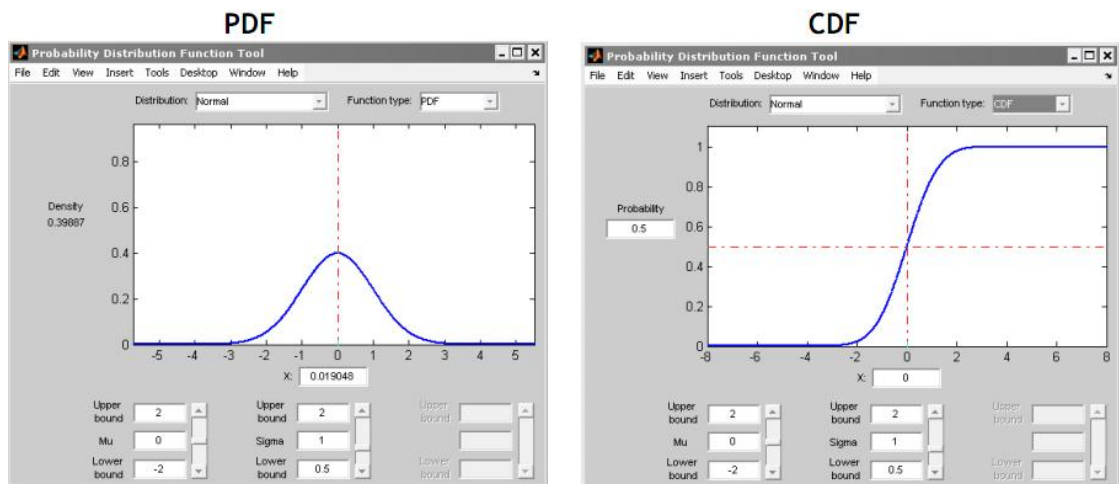 PDF
Probability Distribution Function Tool
File Edit View Insert Tools Desktop Window Help
Distribution: Normal Function type: PDF
Density
0.39887
0.8
0.6
0.4
0.2
0
-5 -4 -3 -2 -1 0 1 2 3 4 5
X: 0.019048
Upper bound 2 Upper bound 2 Upper bound
Mu 0 Sigma 1
Lower bound -2 Lower bound 0.5 Lower bound
CDF
Probability Distribution Function Tool
File Edit View Insert Tools Desktop Window Help
Distribution: Normal Function type: CDF
Probability
0.5
1
0.8
0.6
0.4
0.2
0
-8 -6 -4 -2 0 2 4 6 8
X: 0
Upper bound 2 Upper bound 2 Upper bound
Mu 0 Sigma 1
Lower bound -2 Lower bound 0.5 Lower bound